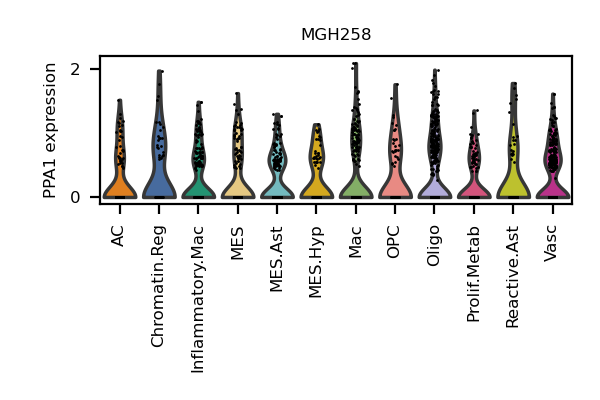 MGH258
PPA1 expression
2
0
AC
Chromatin.Reg
Inflammatory.Mac
MES
MES.Ast
MES.Hyp
Mac
OPC
Oligo
Prolif.Metab
Reactive.Ast
Vasc